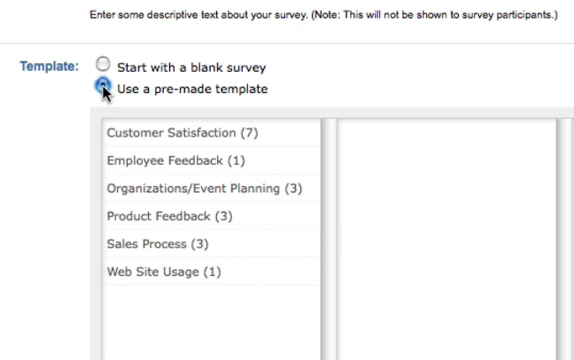 Enter some descriptive text about your survey. (Note: This will not be shown to survey participants.)
Template:
Start with a blank survey
Use a pre-made template
Customer Satisfaction (7)
Employee Feedback (1)
Organizations/Event Planning (3)
Product Feedback (3)
Sales Process (3)
Web Site Usage (1)